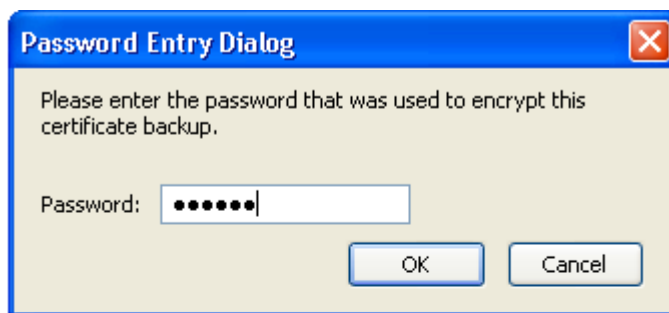 Password Entry Dialog
Please enter the password that was used to encrypt this
certificate backup.
Password: ••••••
OK Cancel